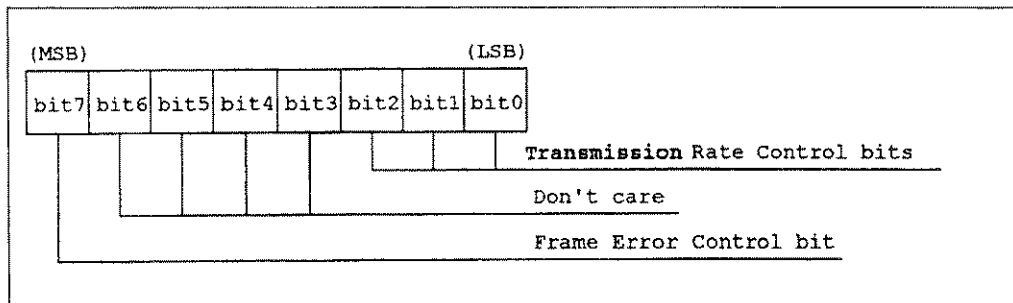 (MSB) (LSB)
bit7 bit6 bit5 bit4 bit3 bit2 bit1 bit0
Transmission Rate Control bits
Don't care
Frame Error Control bit